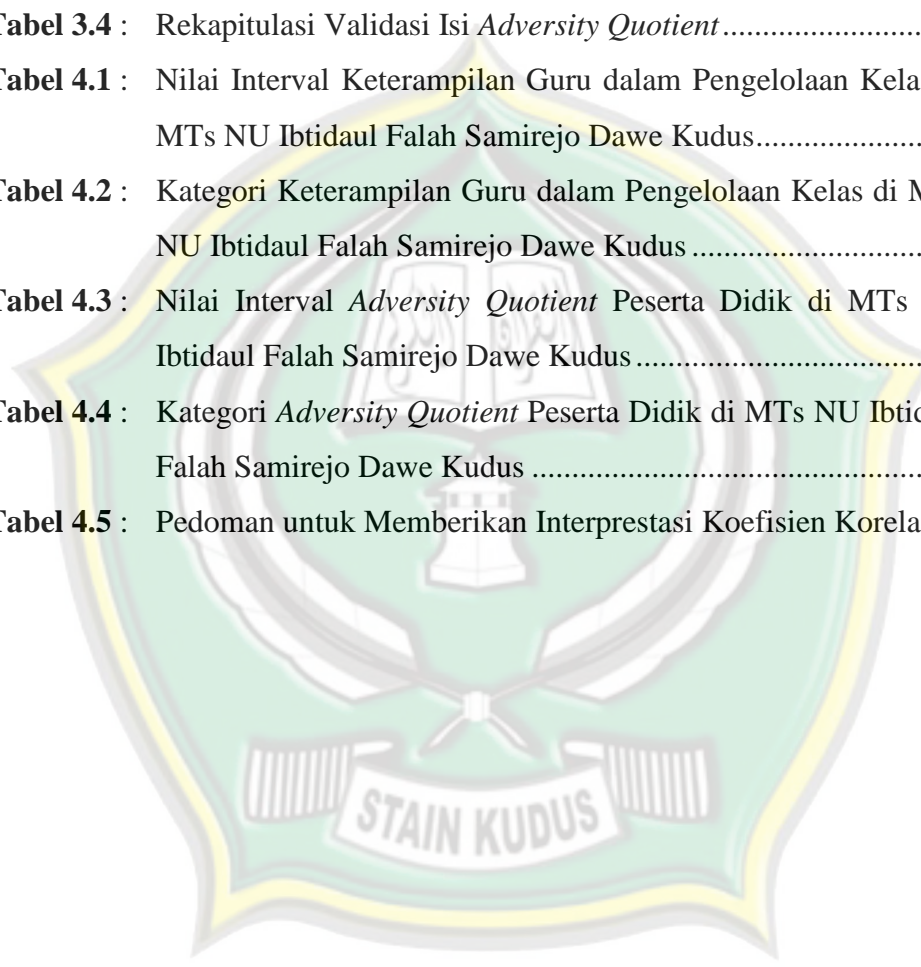 Tabel 3.4 : Rekapitulasi Validasi Isi Adversity Quotient.........................
Tabel 4.1 : Nilai Interval Keterampilan Guru dalam Pengelolaan Kela
MTs NU Ibtidaul Falah Samirejo Dawe Kudus.....................
Tabel 4.2 : Kategori Keterampilan Guru dalam Pengelolaan Kelas di M
NU Ibtidaul Falah Samirejo Dawe Kudus.............................
Tabel 4.3 : Nilai Interval Adversity Quotient Peserta Didik di MTs
Ibtidaul Falah Samirejo Dawe Kudus....................................
Tabel 4.4 : Kategori Adversity Quotient Peserta Didik di MTs NU Ibtid
Falah Samirejo Dawe Kudus.................................................
Tabel 4.5 : Pedoman untuk Memberikan Interprestasi Koefisien Korela
STAIN KUDUS